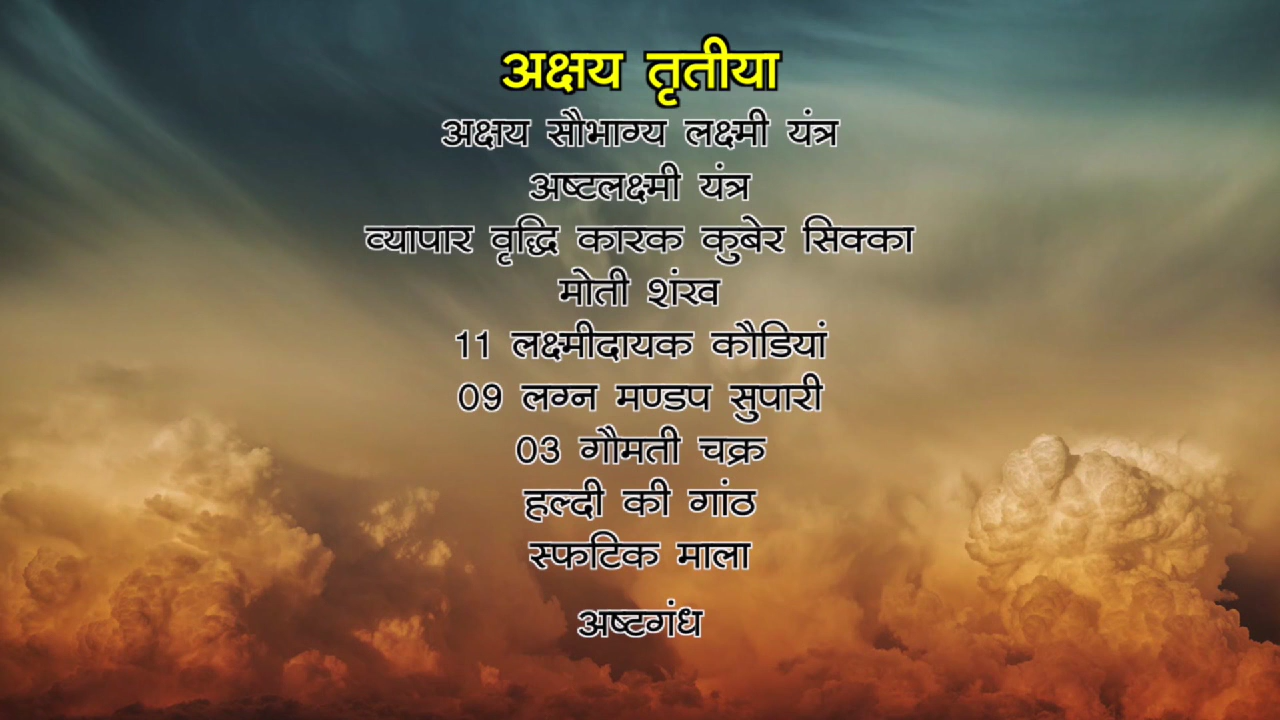 अक्षय तृतीया
अक्षय सौभाग्य लक्ष्मी यंत्र
अष्टलक्ष्मी यंत्र
व्यापार वृद्धि कारक कुबेर सिक्का
मोती शंख
11 लक्ष्मीदायक कौडियां
09 लग्न मण्डप सुपारी
03 गौमती चक्र
हल्दी की गांठ
स्फटिक माला
अष्टगंध